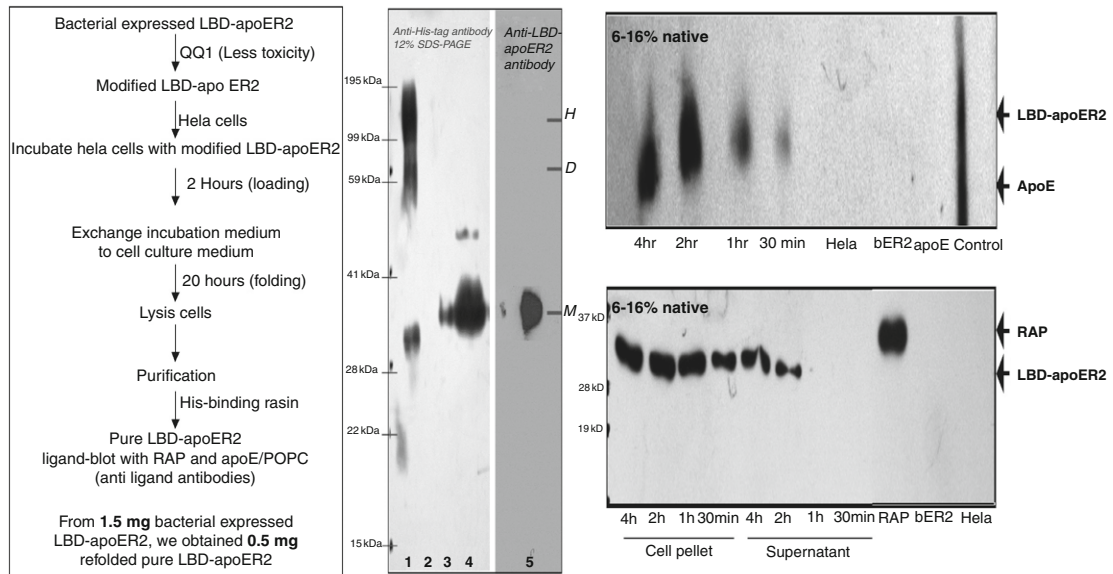 Bacterial expressed LBD-apoER2
QQ1 (Less toxicity)
Modified LBD-apo ER2
Hela cells
Incubate hela cells with modified LBD-apoER2
2 Hours (loading)
Exchange incubation medium
to cell culture medium
20 hours (folding)
Lysis cells
Purification
His-binding rasin
Pure LBD-apoER2
ligand-blot with RAP and apoE/POPC
(anti ligand antibodies)
From 1.5 mg bacterial expressed
LBD-apoER2, we obtained 0.5 mg
refolded pure LBD-apoER2
Anti-His-tag antibody
12% SDS-PAGE
Anti-LBD-
apoER2
antibody
195 kDa
99 kDa
59 kDa
41 kDa
28 kDa
22 kDa
15 kDa
H
D
M
1 2 3 4 5
6-16% native
LBD-apoER2
ApoE
4hr 2hr 1hr 30 min Hela bER2 apoE Control
6-16% native
37 kD
28 kD
19 kD
RAP
LBD-apoER2
4h 2h 1h 30min 4h 2h 1h 30min RAP bER2 Hela
Cell pellet Supernatant